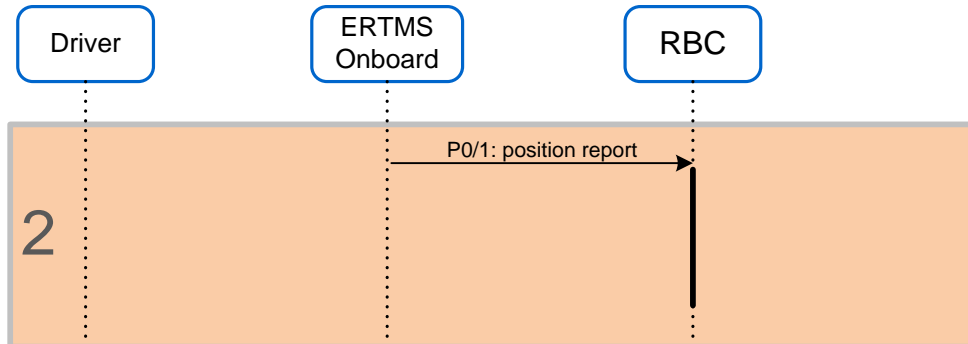 Driver
ERTMS
Onboard
RBC
P0/1: position report
2